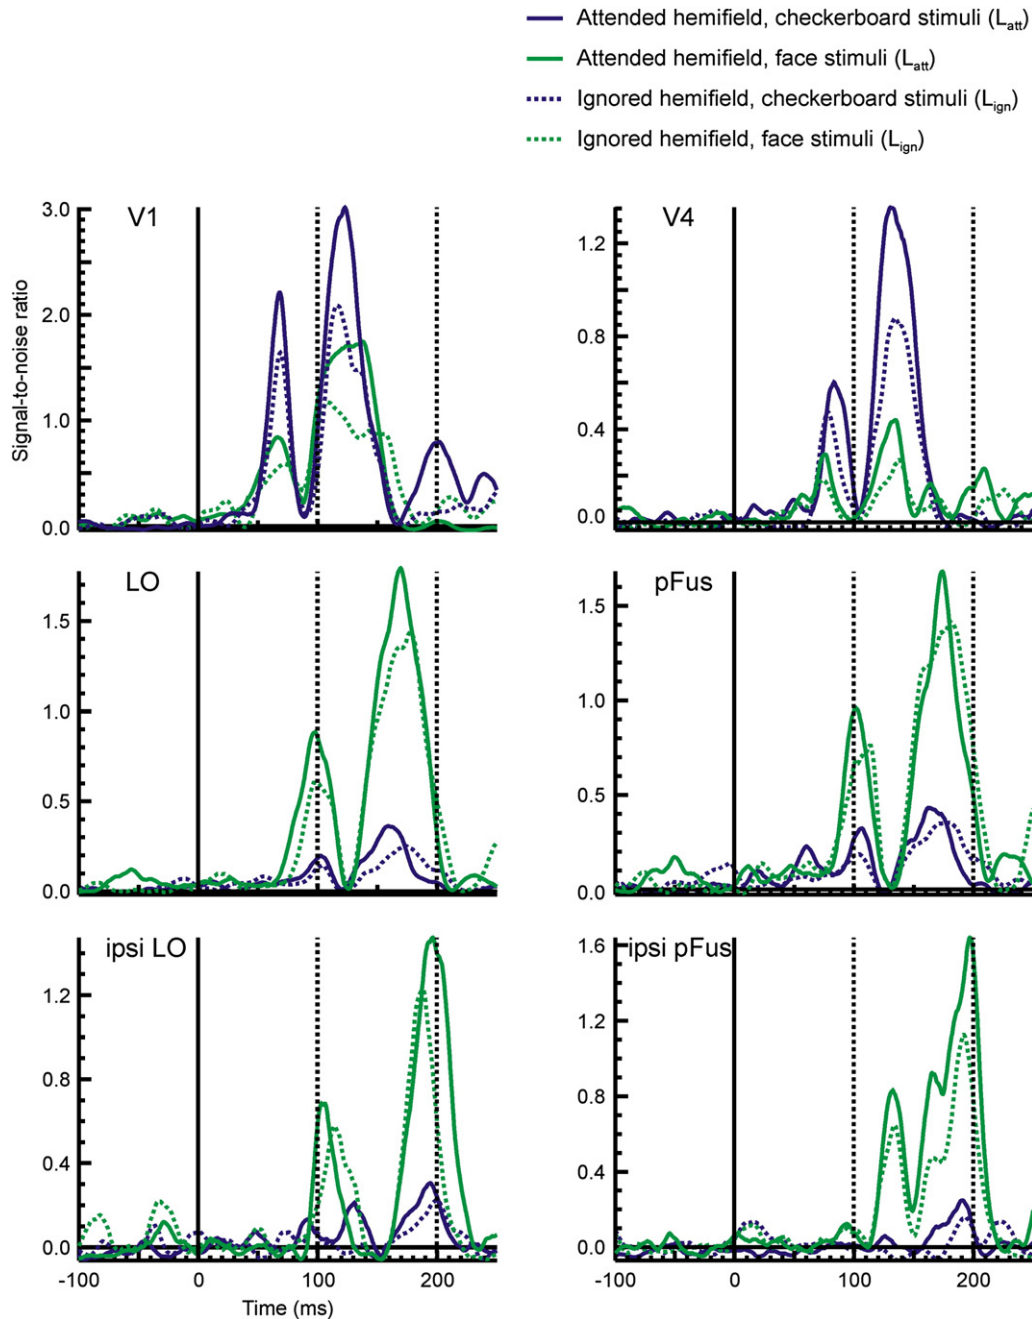 Attended hemifield, checkerboard stimuli (Latt)
Attended hemifield, face stimuli (Latt)
Ignored hemifield, checkerboard stimuli (Lign)
Ignored hemifield, face stimuli (Lign)
V1
3.0
2.0
1.0
0.0
Signal-to-noise ratio
V4
1.2
0.8
0.4
0.0
LO
1.5
1.0
0.5
0.0
pFus
1.5
1.0
0.5
0.0
ipsi LO
1.2
0.8
0.4
0.0
-100 0 100 200
Time (ms)
ipsi pFus
1.6
1.2
0.8
0.4
0.0
-100 0 100 200